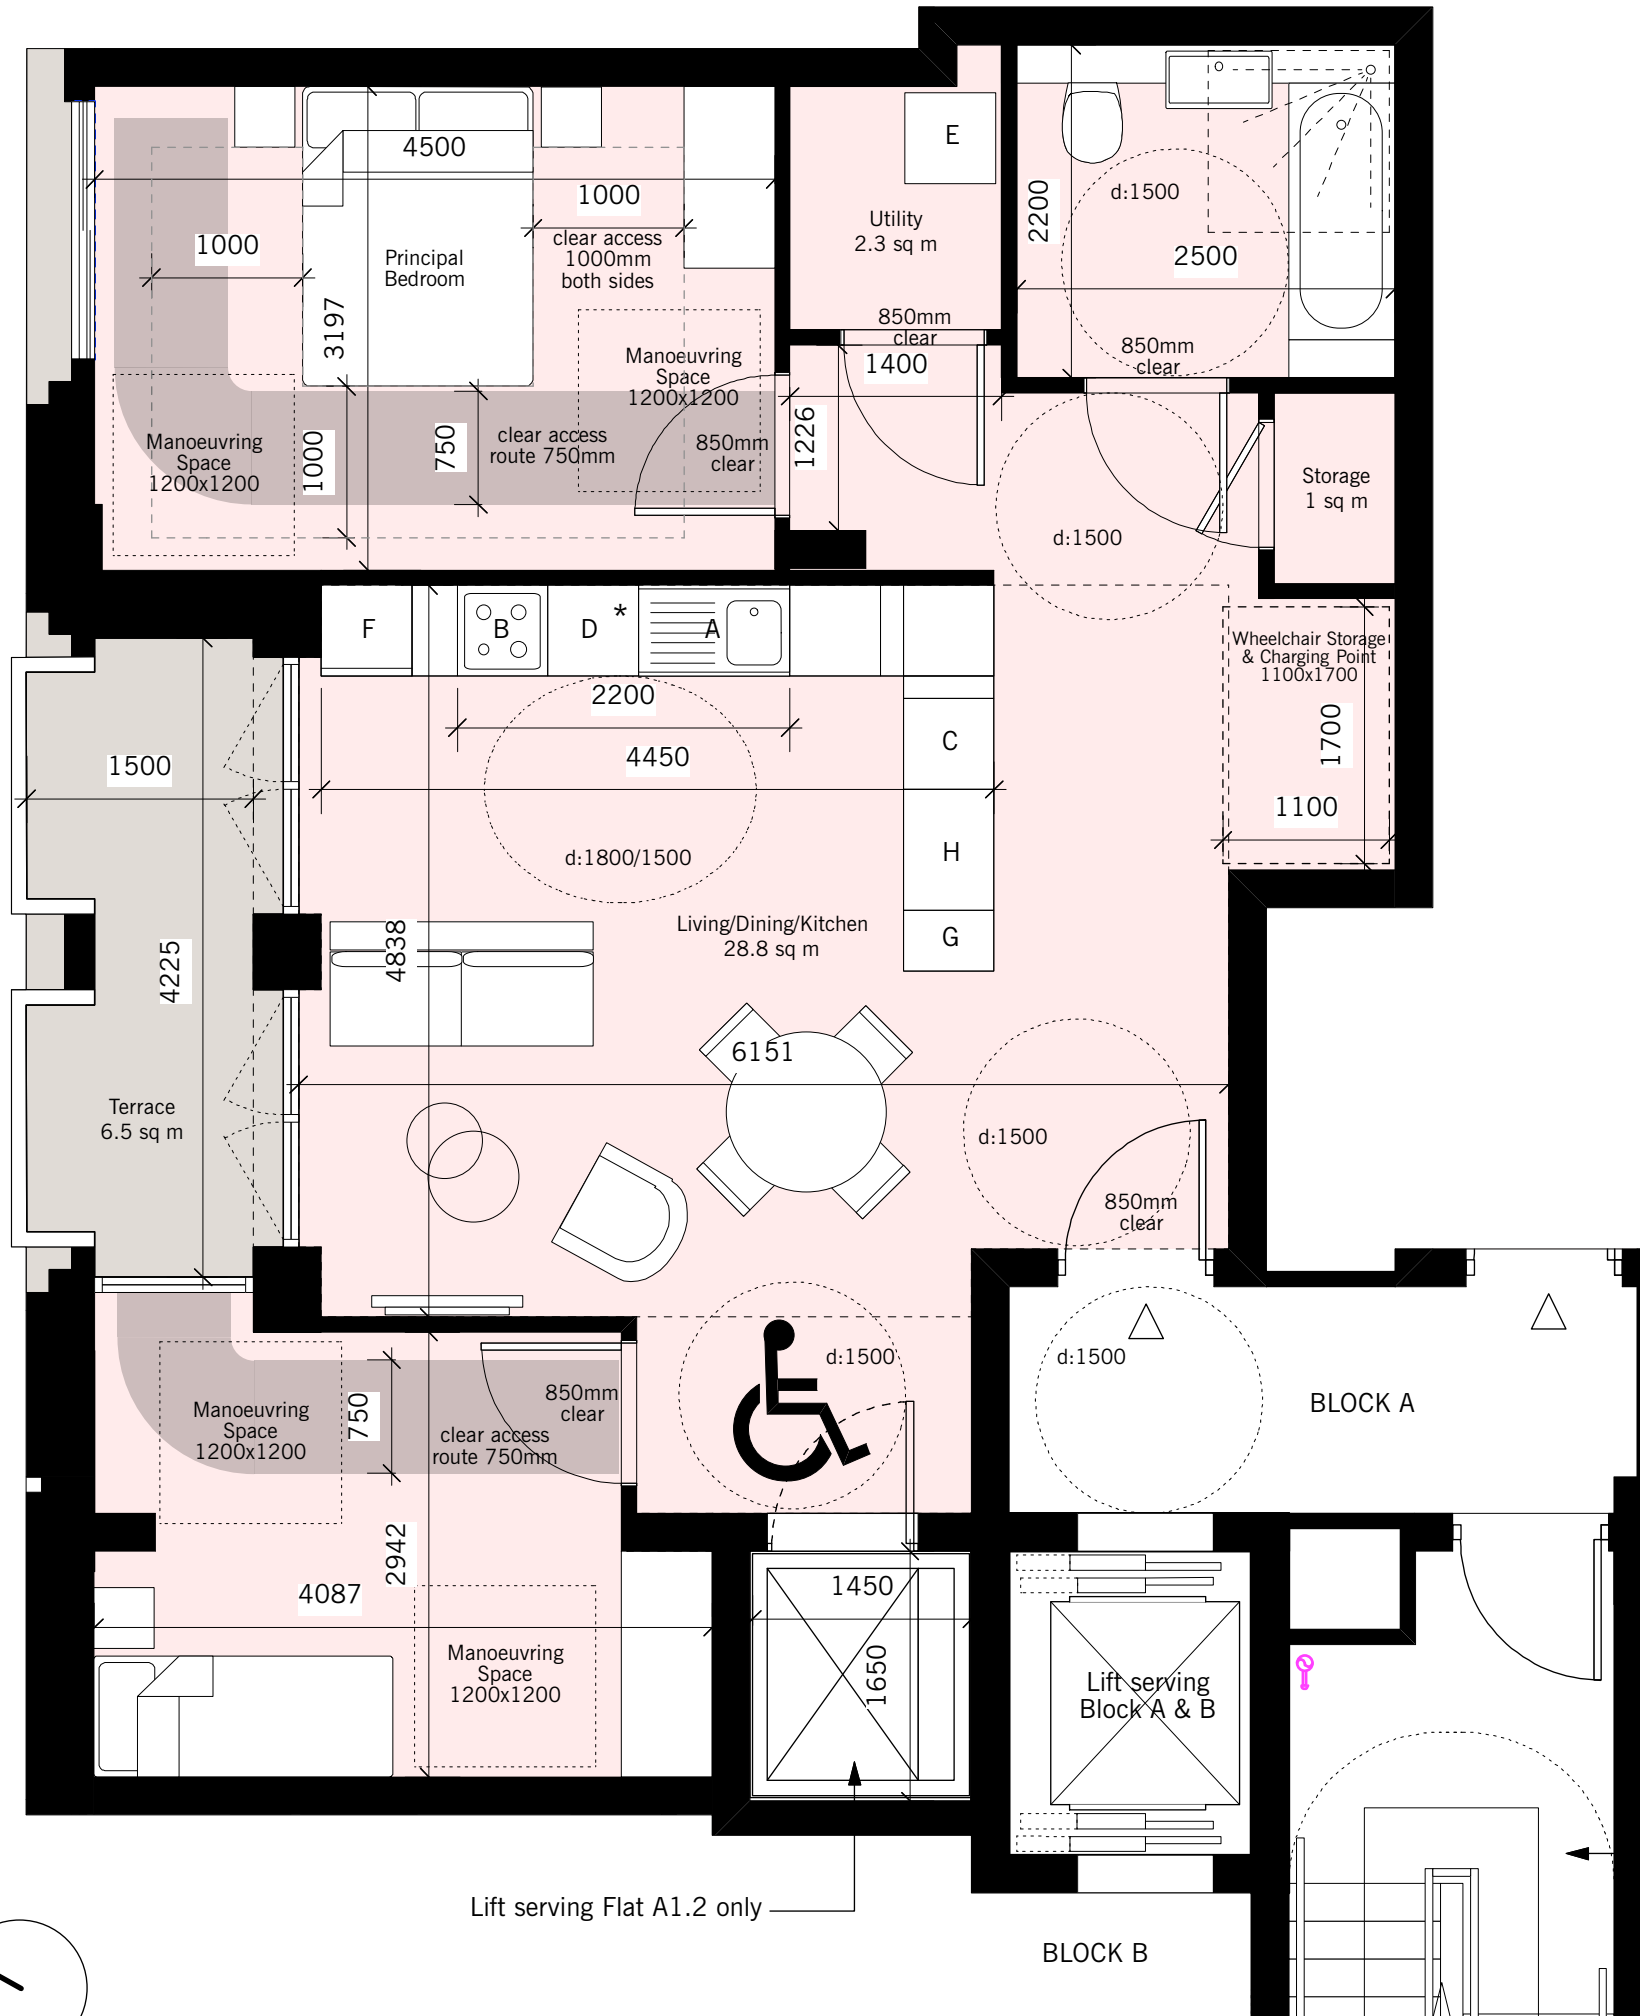 4500
1000
clear access
1000mm
both sides
1000
Principal
Bedroom
3197
Manoeuvring
Space
1200x1200
Manoeuvring
Space
1200x1200
1000
750
clear access
route 750mm
850mm
clear
E
Utility
2.3 sq m
850mm
clear
1400
1226
2200
d:1500
2500
850mm
clear
Storage
1 sq m
d:1500
Wheelchair Storage
& Charging Point
1100x1700
1700
1100
F
B
D
*
A
2200
4450
C
H
G
d:1800/1500
1500
4225
4838
Living/Dining/Kitchen
28.8 sq m
6151
Terrace
6.5 sq m
d:1500
850mm
clear
d:1500
d:1500
BLOCK A
Manoeuvring
Space
1200x1200
750
850mm
clear
clear access
route 750mm
2942
4087
Manoeuvring
Space
1200x1200
1450
1650
Lift serving
Block A & B
Lift serving Flat A1.2 only
BLOCK B